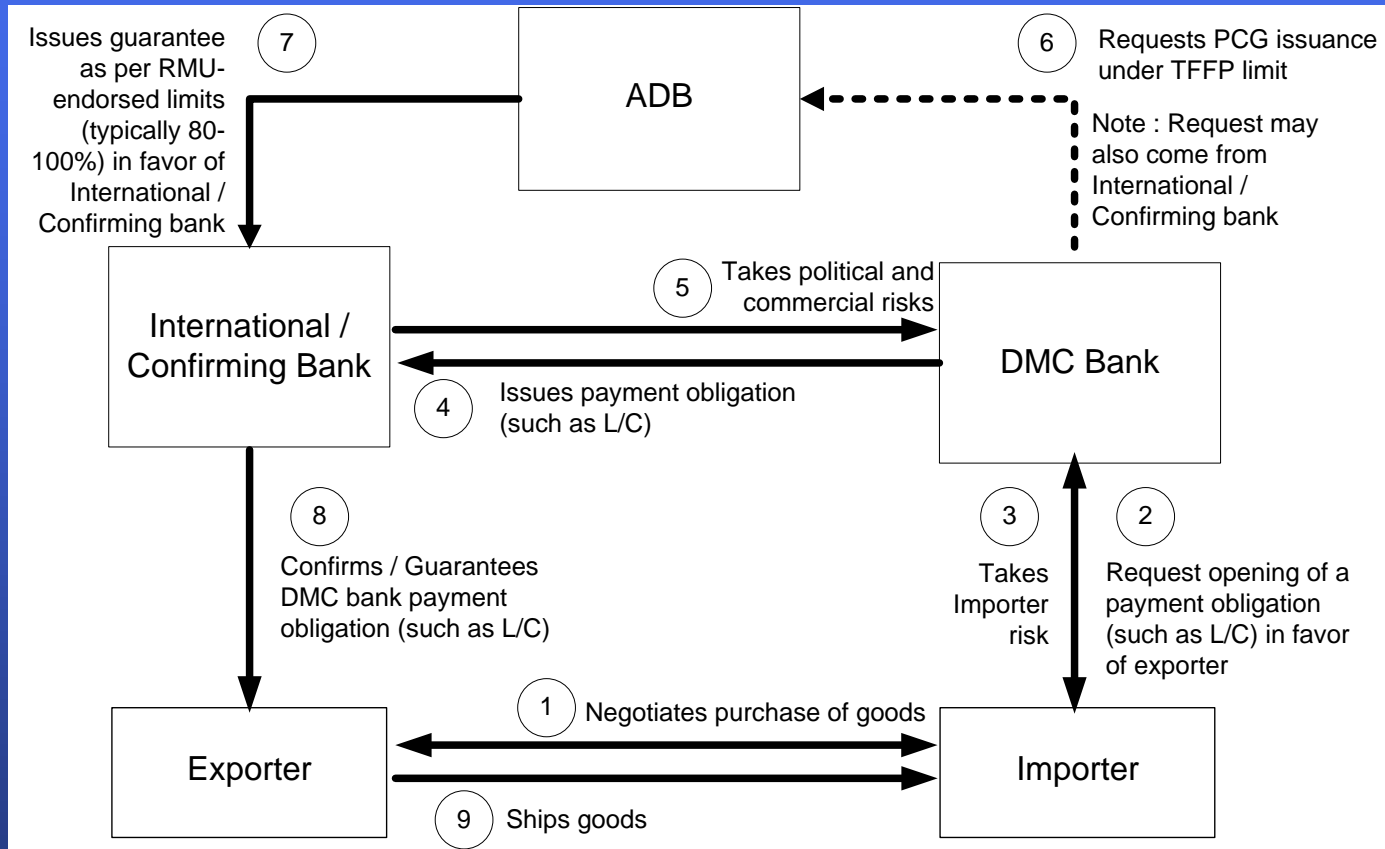 Issues guarantee
as per RMU-
endorsed limits
(typically 80-
100%) in favor of
International /
Confirming bank
7
ADB
6
Requests PCG issuance
under TFFP limit
Note : Request may
also come from
International /
Confirming bank
International /
Confirming Bank
5
Takes political and
commercial risks
4
Issues payment obligation
(such as L/C)
DMC Bank
8
Confirms / Guarantees
DMC bank payment
obligation (such as L/C)
3
Takes
Importer
risk
2
Request opening of a
payment obligation
(such as L/C) in favor
of exporter
Exporter
1
Negotiates purchase of goods
9
Ships goods
Importer